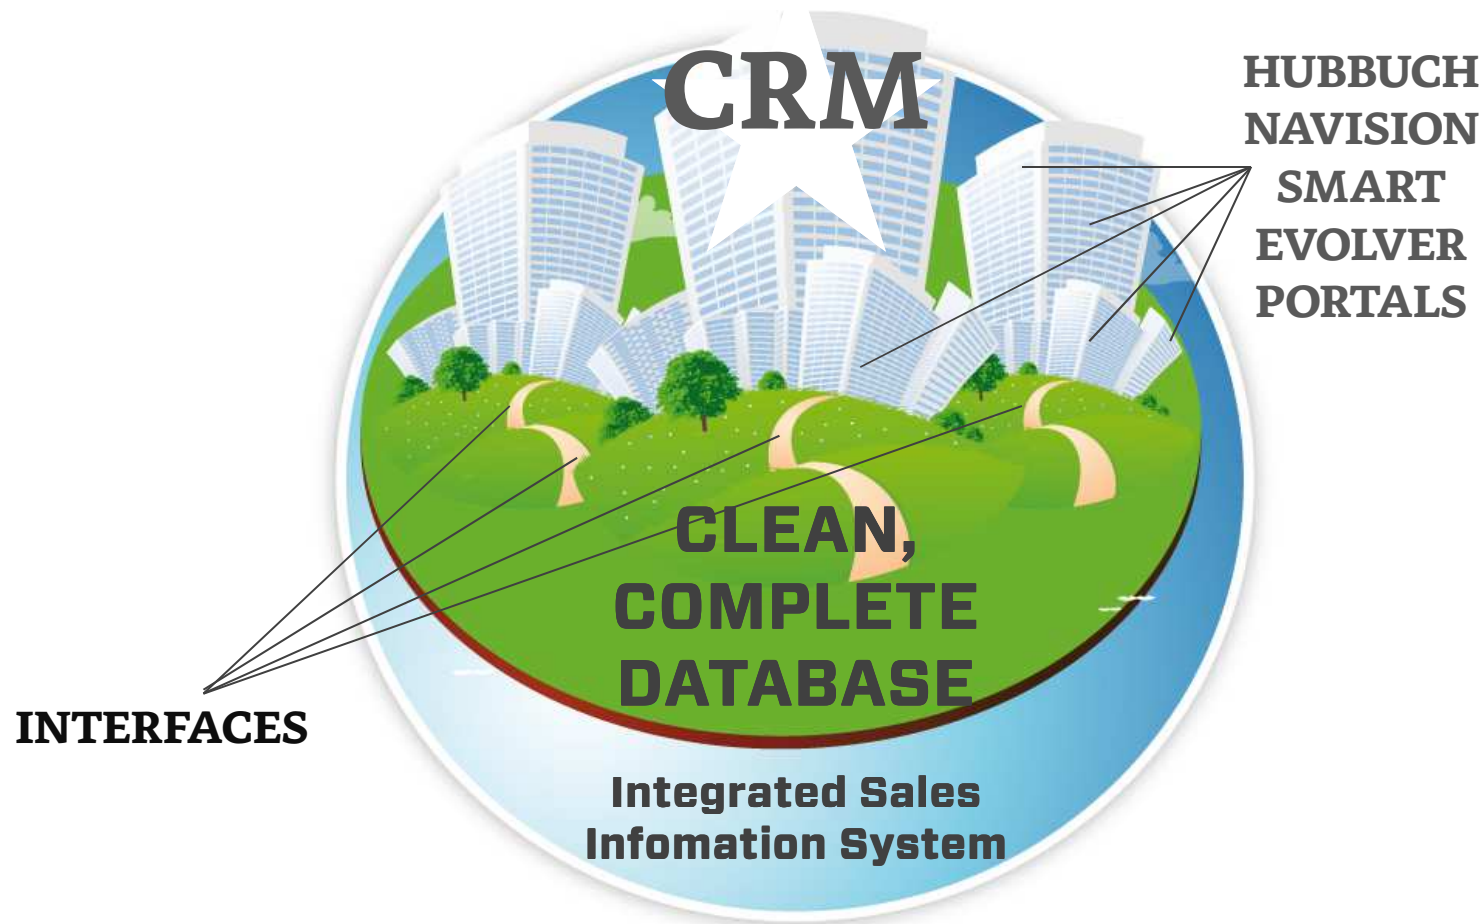 CRM
HUBBUCH
NAVISION
SMART
EVOLVER
PORTALS
CLEAN,
COMPLETE
DATABASE
INTERFACES
Integrated Sales
Infomation System